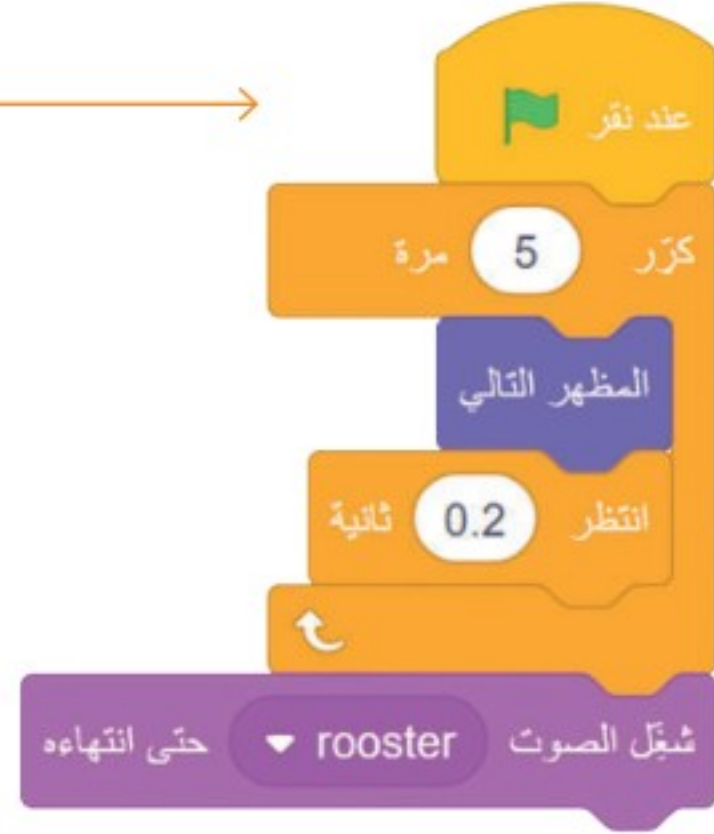 عند نقر
كرّر 5 مرة
المظهر التالي
انتظر 0.2 ثانية
شغّل الصوت rooster حتى انتهاءه